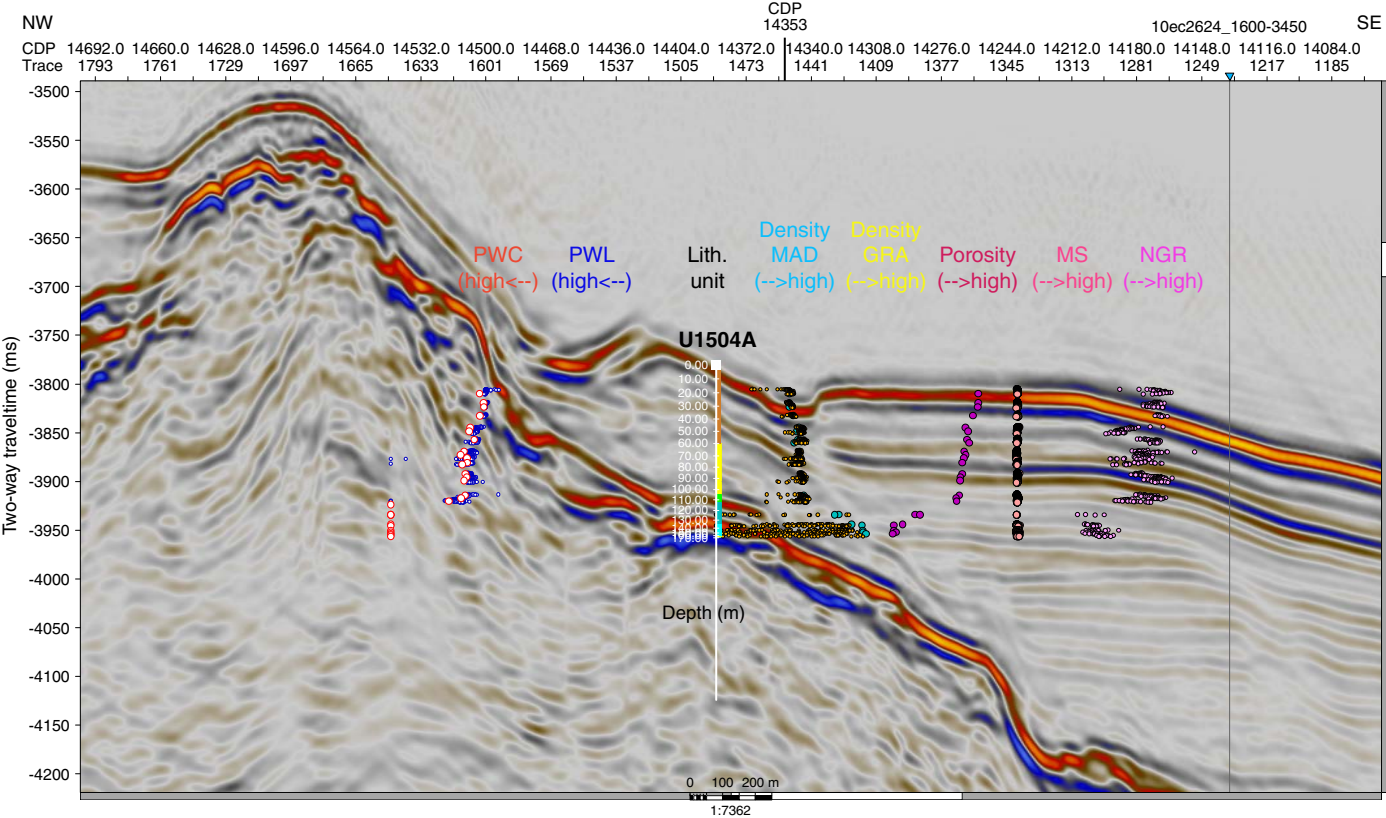 CDP
NW 14353 10ec2624_1600-3450 SE
CDP 14692.0 14660.0 14628.0 14596.0 14564.0 14532.0 14500.0 14468.0 14436.0 14404.0 14372.0 14340.0 14308.0 14276.0 14244.0 14212.0 14180.0 14148.0 14116.0 14084.0
Trace 1793 1761 1729 1697 1665 1633 1601 1569 1537 1505 1473 1441 1409 1377 1345 1313 1281 1249 1217 1185
Two-way traveltime (ms)
-3500
-3550
-3600
-3650
-3700
-3750
-3800
-3850
-3900
-3950
-4000
-4050
-4100
-4150
-4200
PWC
(high<--)
PWL
(high<--)
Lith.
unit
Density
MAD
(-->high)
Density
GRA
(-->high)
Porosity
(-->high)
MS
(-->high)
NGR
(-->high)
U1504A
0.00
10.00
20.00
30.00
40.00
50.00
60.00
70.00
80.00
90.00
100.00
110.00
120.00
170.00
Depth (m)
0 100 200 m
1:7362